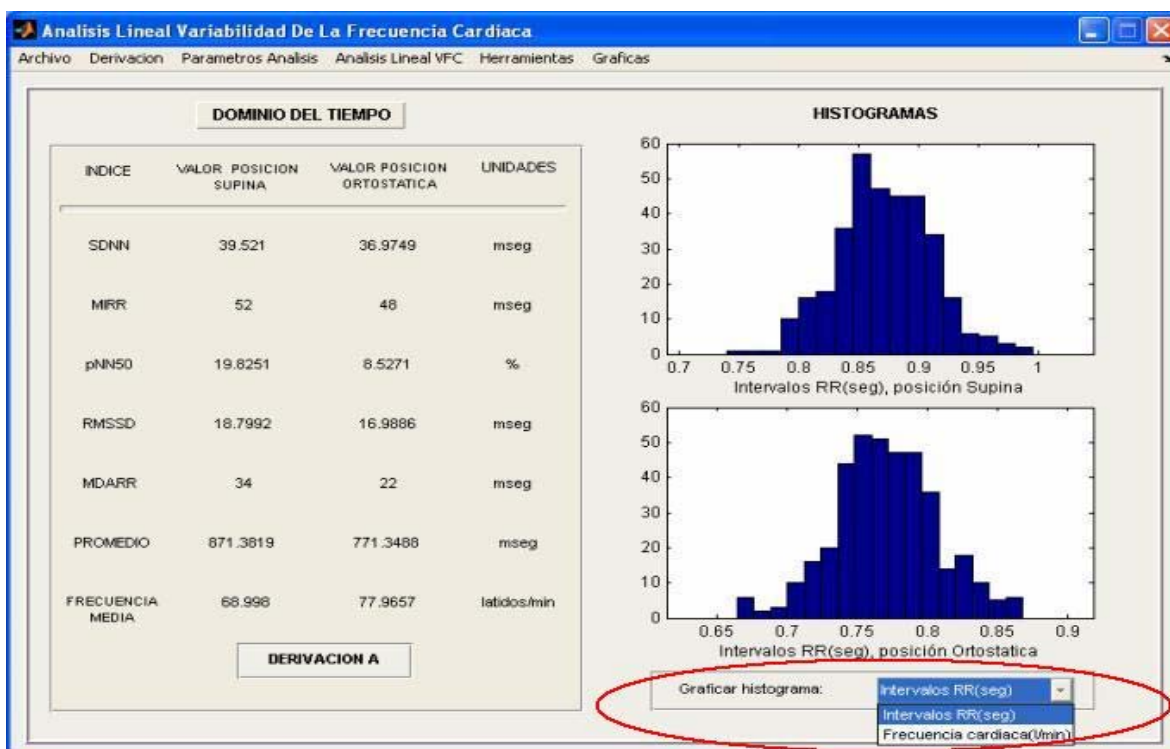 Analisis Lineal Variabilidad De La Frecuencia Cardiaca
Archivo Derivacion Parametros Analisis Analisis Lineal VFC Herramientas Graficas
DOMINIO DEL TIEMPO
INDICE VALOR POSICION SUPINA VALOR POSICION ORTOSTATICA UNIDADES
SDNN 39.521 36.9749 mseg
MIRR 52 48 mseg
pNN50 19.8251 8.5271 %
RMSSD 18.7992 16.9886 mseg
MDARR 34 22 mseg
PROMEDIO 871.3819 771.3488 mseg
FRECUENCIA MEDIA 68.998 77.9657 latidos/min
DERIVACION A
HISTOGRAMAS
60
50
40
30
20
10
0
0.7 0.75 0.8 0.85 0.9 0.95 1
Intervalos RR(seg), posición Supina
60
50
40
30
20
10
0
0.65 0.7 0.75 0.8 0.85 0.9
Intervalos RR(seg), posición Ortostatica
Graficar histograma: Intervalos RR(seg)
Intervalos RR(seg)
Frecuencia cardiaca(l/min)